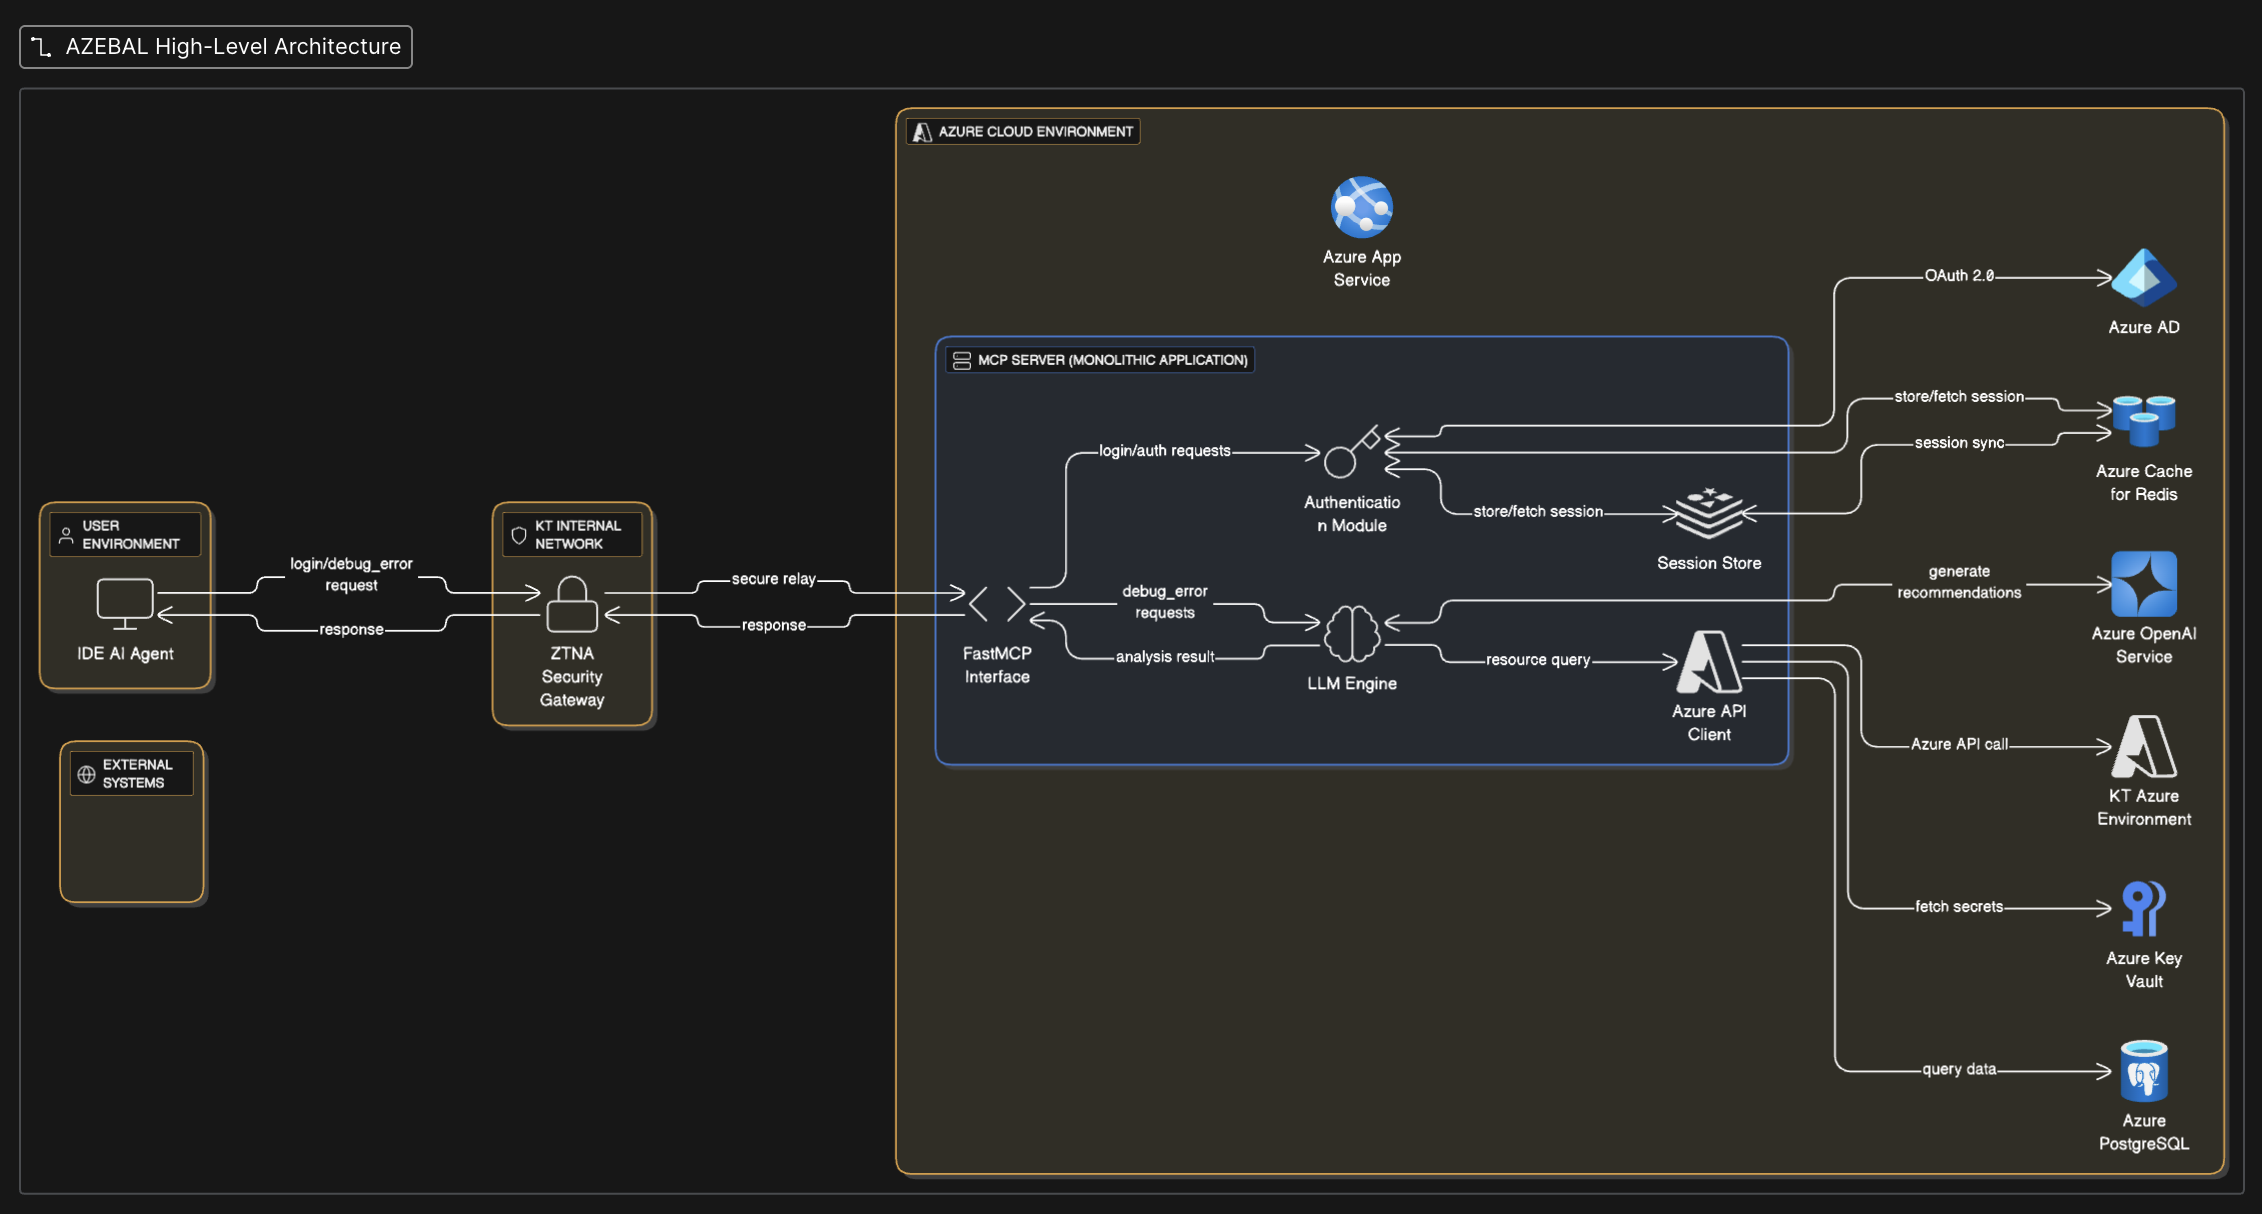 AZEBAL High-Level Architecture
AZURE CLOUD ENVIRONMENT
Azure App
Service
OAuth 2.0
Azure AD
MCP SERVER (MONOLITHIC APPLICATION)
store/fetch session
session sync
Azure Cache
for Redis
login/auth requests
Authenticatio
n Module
store/fetch session
Session Store
USER
ENVIRONMENT
IDE AI Agent
login/debug_error
request
response
KT INTERNAL
NETWORK
ZTNA
Security
Gateway
secure relay
response
FastMCP
Interface
debug_error
requests
analysis result
LLM Engine
resource query
Azure API
Client
generate
recommendations
Azure OpenAI
Service
Azure API call
KT Azure
Environment
EXTERNAL
SYSTEMS
fetch secrets
Azure Key
Vault
query data
Azure
PostgreSQL